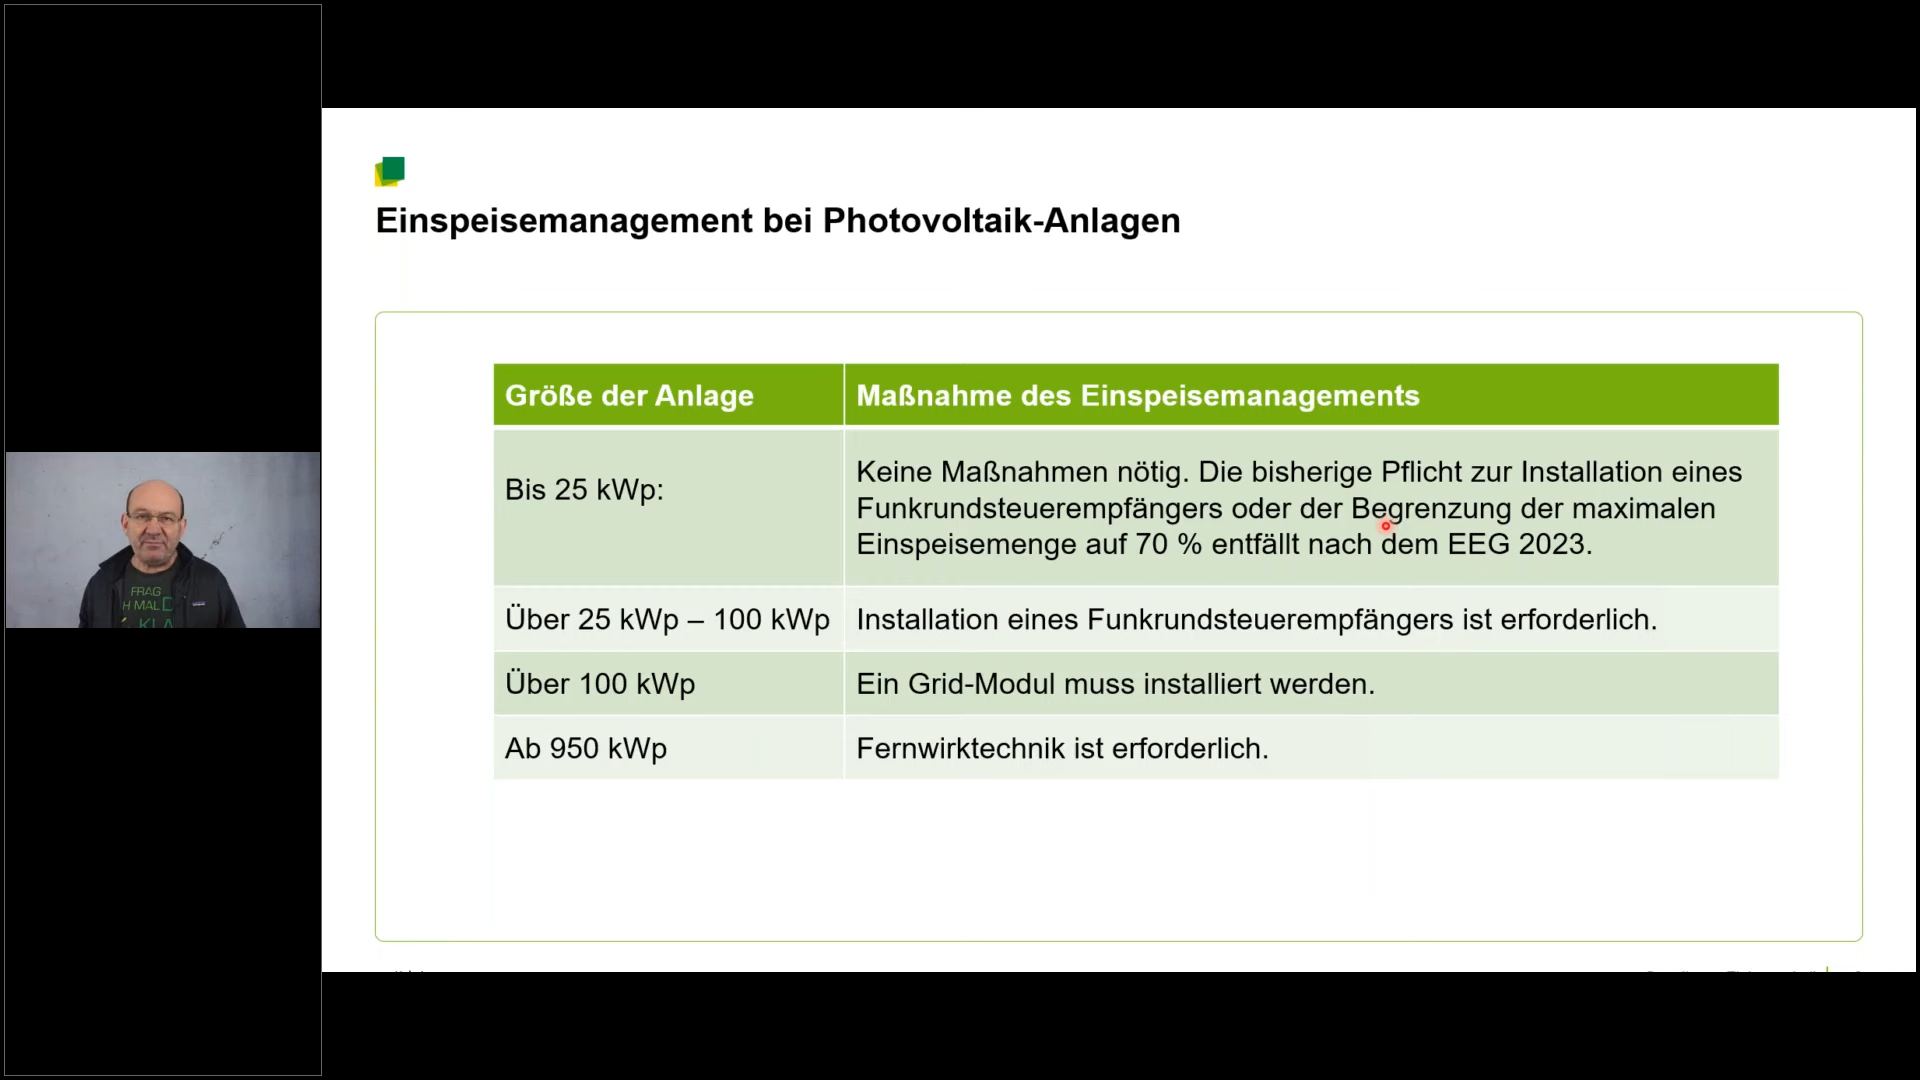 Einspeisemanagement bei Photovoltaik-Anlagen
Größe der Anlage
Maßnahme des Einspeisemanagements
Bis 25 kWp:
Keine Maßnahmen nötig. Die bisherige Pflicht zur Installation eines
Funkrundsteuerempfängers oder der Begrenzung der maximalen
Einspeisemenge auf 70 % entfällt nach dem EEG 2023.
Über 25 kWp – 100 kWp
Installation eines Funkrundsteuerempfängers ist erforderlich.
Über 100 kWp
Ein Grid-Modul muss installiert werden.
Ab 950 kWp
Fernwirktechnik ist erforderlich.
FRAG
H MAL